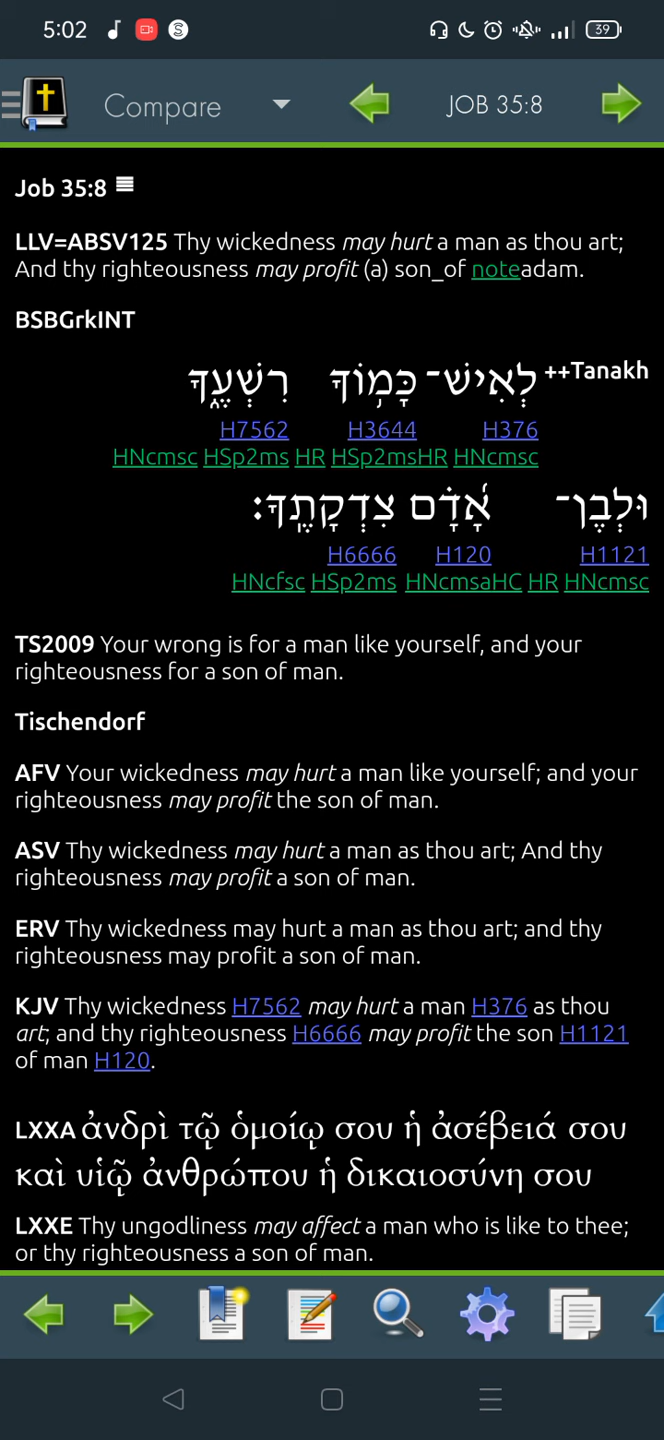 5:02
39
Compare
JOB 35:8
Job 35:8
LLV=ABSV125 Thy wickedness may hurt a man as thou art;
And thy righteousness may profit (a) son_of noteadam.
BSBGrkINT
++Tanakh לְאִישׁ־ כָּמ֥וֹךָ רִשְׁעֶ֑ךָ
H7562 H3644 H376
HNcmsc HSp2ms HR HSp2msHR HNcmsc
וּלְבֶן־ אָ֝דָ֗ם צִדְקָתֶֽךָ׃
H6666 H120 H1121
HNcfsc HSp2ms HNcmsaHC HR HNcmsc
TS2009 Your wrong is for a man like yourself, and your
righteousness for a son of man.
Tischendorf
AFV Your wickedness may hurt a man like yourself; and your
righteousness may profit the son of man.
ASV Thy wickedness may hurt a man as thou art; And thy
righteousness may profit a son of man.
ERV Thy wickedness may hurt a man as thou art; and thy
righteousness may profit a son of man.
KJV Thy wickedness H7562 may hurt a man H376 as thou
art; and thy righteousness H6666 may profit the son H1121
of man H120.
LXXA ἀνδρὶ τῷ ὁμοίῳ σου ἡ ἀσέβειά σου
καὶ υἱῷ ἀνθρώπου ἡ δικαιοσύνη σου
LXXE Thy ungodliness may affect a man who is like to thee;
or thy righteousness a son of man.